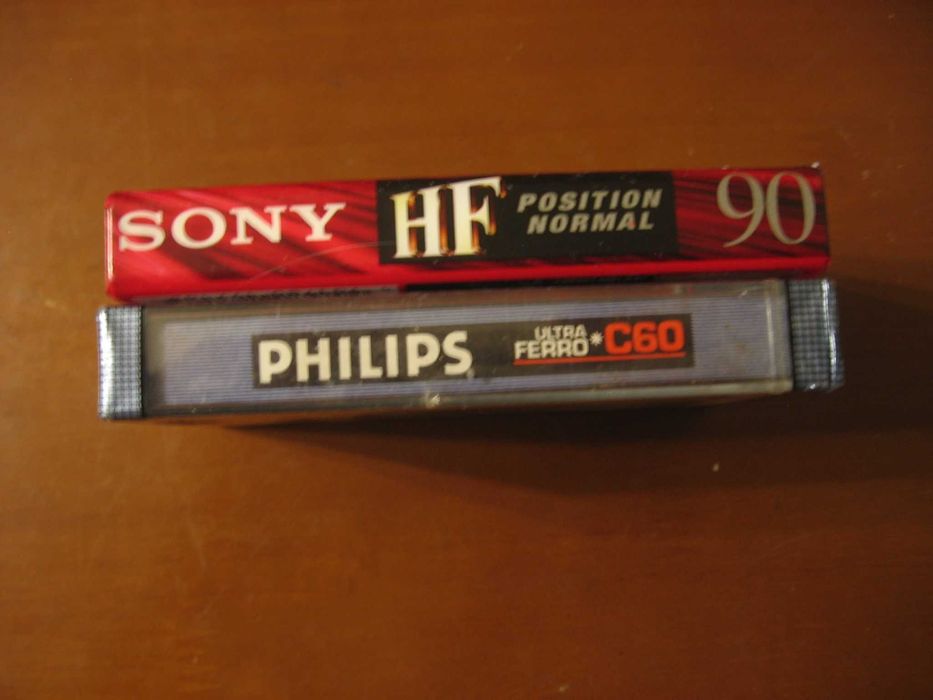 SONY HF POSITION NORMAL 90
PHILIPS ULTRA FERRO*C60